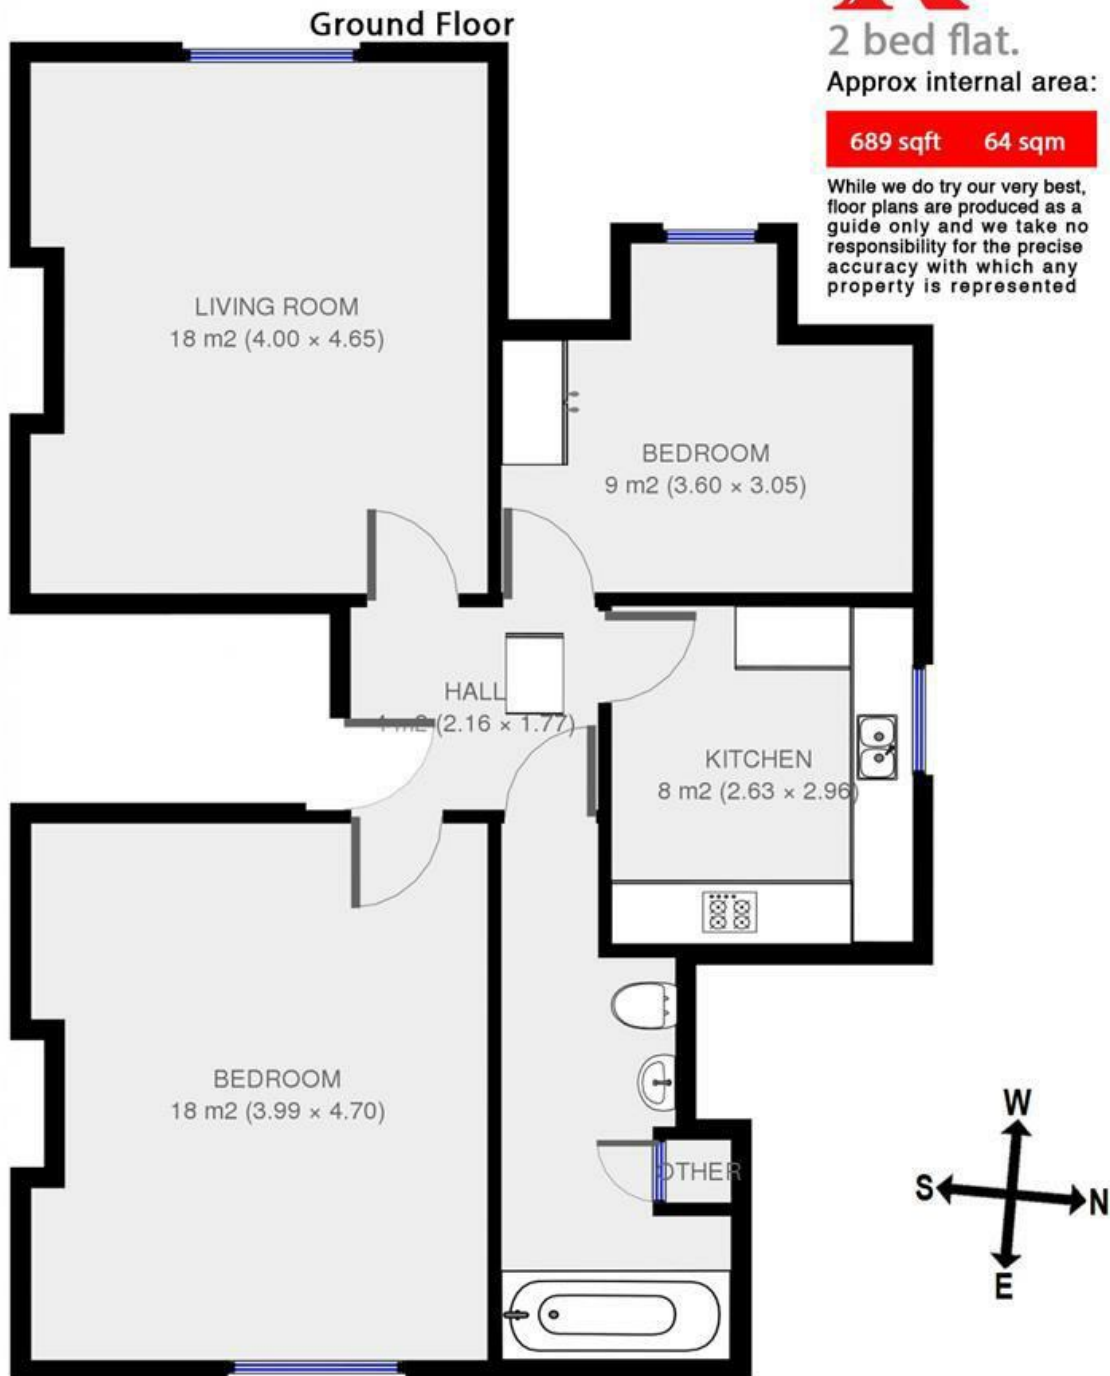 Ground Floor
2 bed flat.
Approx internal area:
689 sqft 64 sqm
While we do try our very best,
floor plans are produced as a
guide only and we take no
responsibility for the precise
accuracy with which any
property is represented
LIVING ROOM
18 m2 (4.00 × 4.65)
BEDROOM
9 m2 (3.60 × 3.05)
HALL
m2 (2.16 × 1.77)
KITCHEN
8 m2 (2.63 × 2.96)
BEDROOM
18 m2 (3.99 × 4.70)
OTHER
W
S N
E